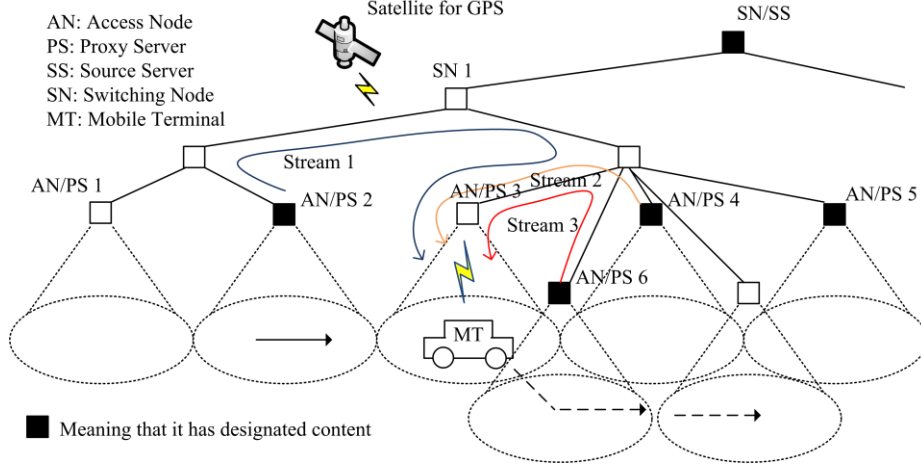 Satellite for GPS
SN/SS
AN: Access Node
PS: Proxy Server
SS: Source Server
SN: Switching Node
MT: Mobile Terminal
SN 1
Stream 1
AN/PS 1
AN/PS 2
AN/PS 3
Stream 2
AN/PS 4
AN/PS 5
Stream 3
AN/PS 6
MT
Meaning that it has designated content